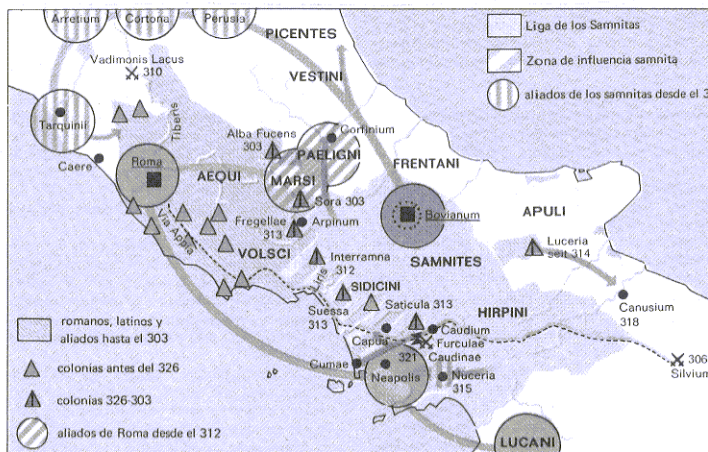 Arretium
Cortona
Perusia
PICENTES
VESTINI
Vadimonis Lacus
310
Liga de los Samnitas
Zona de influencia samnita
aliados de los samnitas desde el 3
Tarquinii
Tiberis
Alba Fucens
303
Corfinium
PAELIGNI
Caere
Roma
AEQUI
MARSI
FRENTANI
Sora 303
Bovianum
APULI
Via Appia
Fregellae
313
Arpinum
VOLSCI
Interramna
312
SAMNITES
Luceria
seit 314
Liris
SIDICINI
Suessa
313
Saticula 313
HIRPINI
Canusium
318
Capua
Caudium
321
Furculae
Caudinae
Cumae
Neapolis
Nuceria
315
306
Silvium
LUCANI
romanos, latinos y
aliados hasta el 303
colonias antes del 326
colonias 326-303
aliados de Roma desde el 312